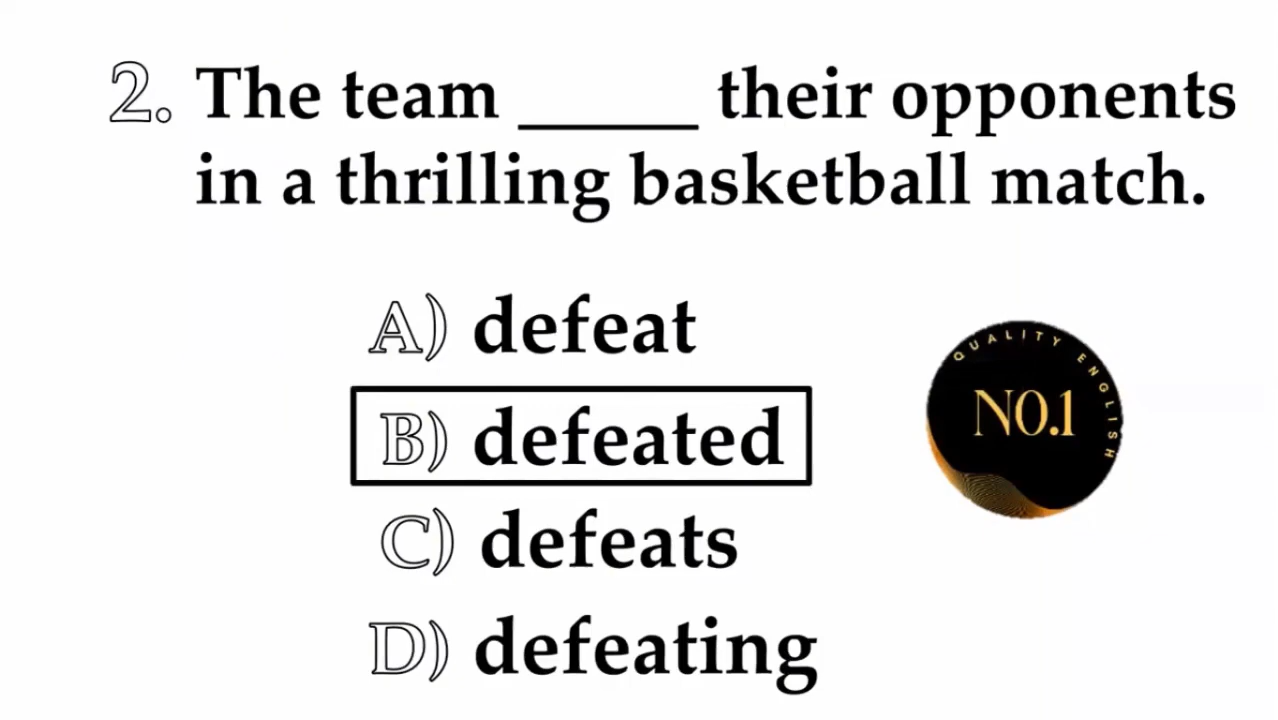 2. The team _____ their opponents
in a thrilling basketball match.
A) defeat
B) defeated
QUALITY ENGLISH
NO.1
C) defeats
D) defeating